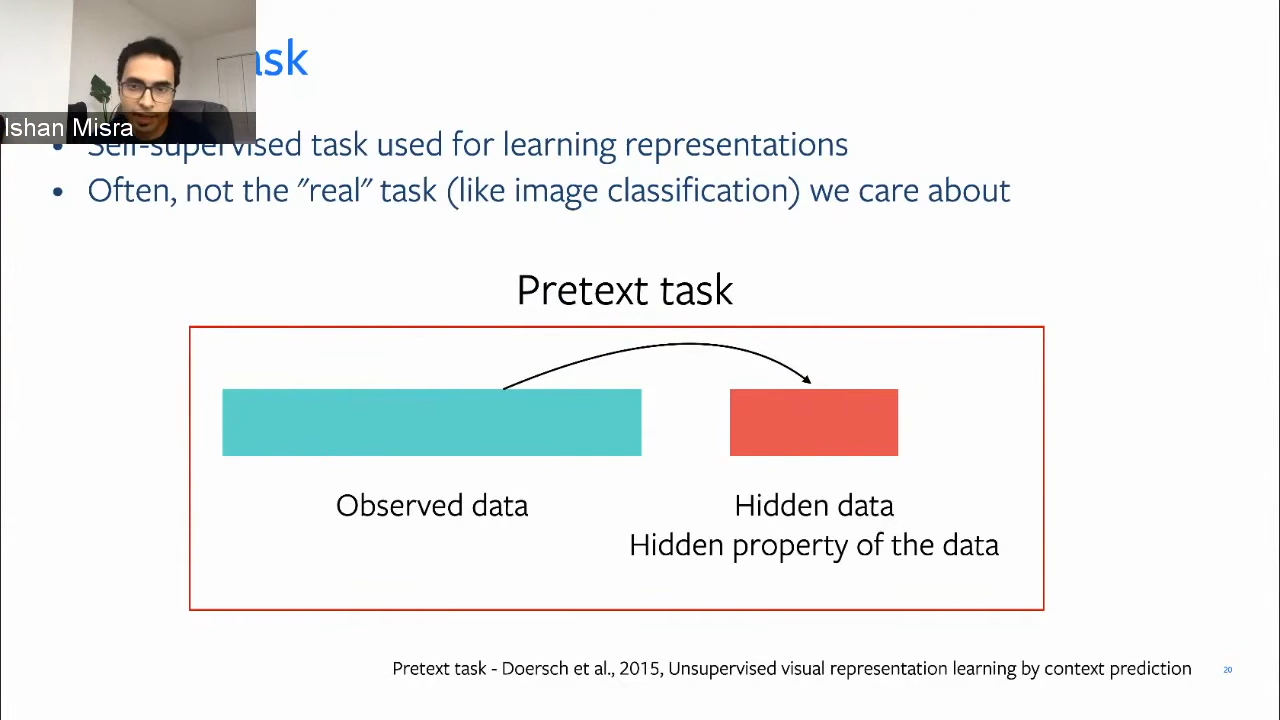 ask
Ishan Misra
• Self-supervised task used for learning representations
• Often, not the "real" task (like image classification) we care about
Pretext task
Observed data
Hidden data
Hidden property of the data
Pretext task - Doersch et al., 2015, Unsupervised visual representation learning by context prediction
20